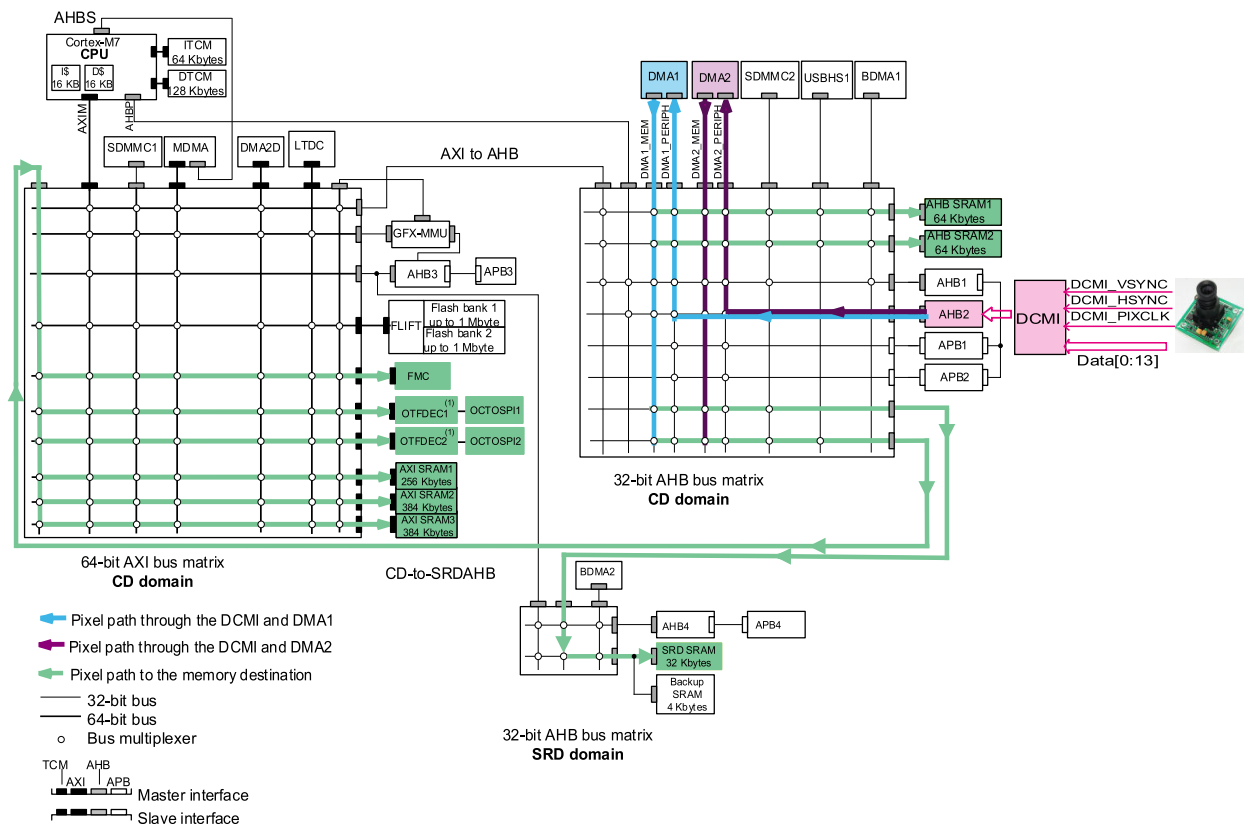 AHBS
Cortex-M7
CPU
I$
16 KB
D$
16 KB
ITCM
64 Kbytes
DTCM
128 Kbytes
AXIM
AHBP
SDMMC1
MDMA
DMA2D
LTDC
AXI to AHB
DMA1
DMA2
SDMMC2
USBHS1
BDMA1
DMA1_MEM
DMA1_PERIPH
DMA2_MEM
DMA2_PERIPH
GFX-MMU
AHB3
APB3
FLIFT
Flash bank 1
up to 1 Mbyte
Flash bank 2
up to 1 Mbyte
FMC
OTFDEC1 (1)
OCTOSPI1
OTFDEC2 (1)
OCTOSPI2
AXI SRAM1
256 Kbytes
AXI SRAM2
384 Kbytes
AXI SRAM3
384 Kbytes
64-bit AXI bus matrix
CD domain
AHB SRAM1
64 Kbytes
AHB SRAM2
64 Kbytes
AHB1
AHB2
APB1
APB2
DCMI
DCMI_VSYNC
DCMI_HSYNC
DCMI_PIXCLK
Data[0:13]
32-bit AHB bus matrix
CD domain
CD-to-SRDAHB
BDMA2
AHB4
APB4
SRD SRAM
32 Kbytes
Backup
SRAM
4 Kbytes
32-bit AHB bus matrix
SRD domain
Pixel path through the DCMI and DMA1
Pixel path through the DCMI and DMA2
Pixel path to the memory destination
32-bit bus
64-bit bus
Bus multiplexer
TCM
AXI
AHB
APB
Master interface
Slave interface